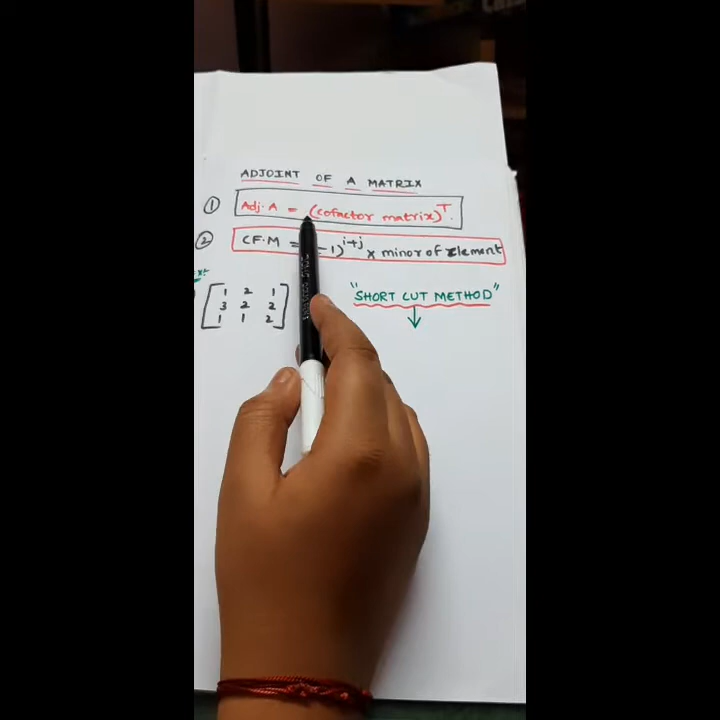 ADJOINT OF A MATRIX
① Adj. A = (cofactor matrix)ᵀ.
② CF.M = -1)ⁱ⁺ʲ x minor of Element
"SHORT CUT METHOD"
1 2 1
3 2 2
1 1 2